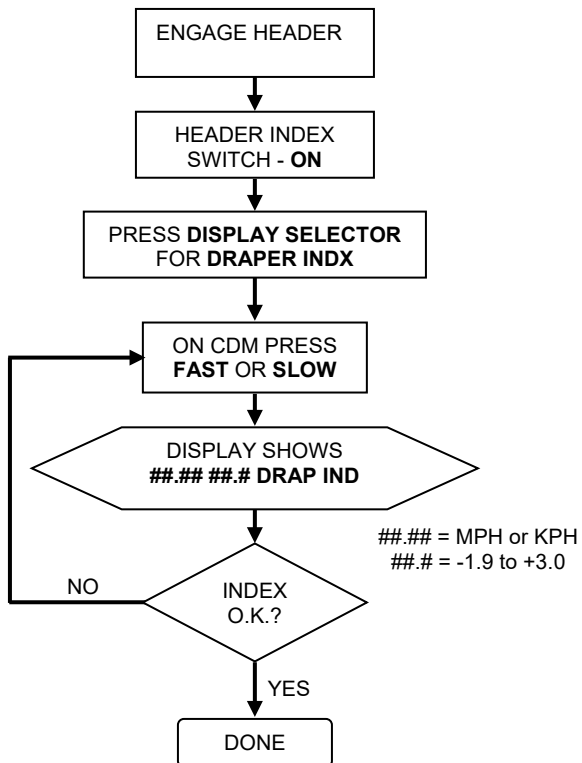 ENGAGE HEADER
HEADER INDEX
SWITCH - ON
PRESS DISPLAY SELECTOR
FOR DRAPER INDX
ON CDM PRESS
FAST OR SLOW
DISPLAY SHOWS
##.## ##.# DRAP IND
##.## = MPH or KPH
##.# = -1.9 to +3.0
NO
INDEX
O.K.?
YES
DONE